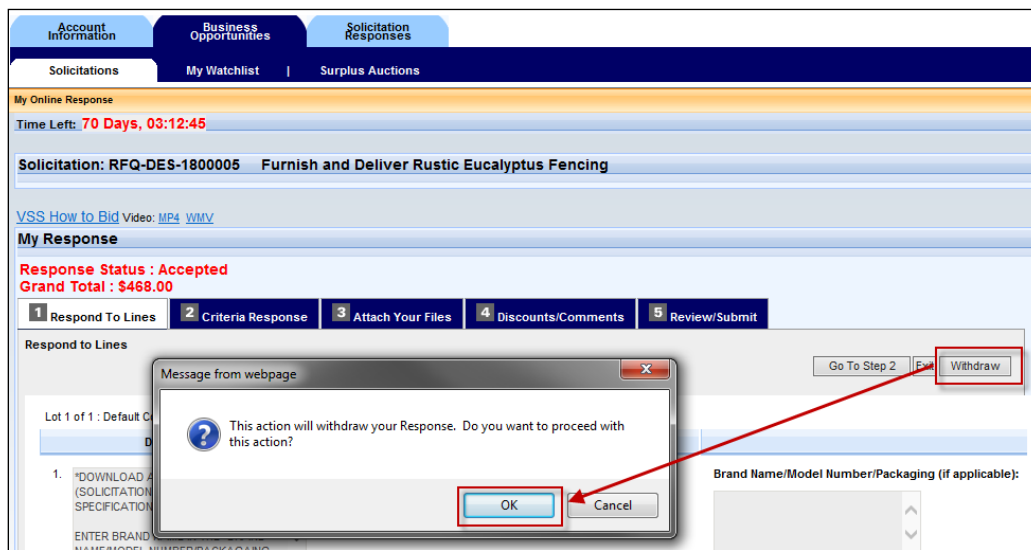 Account Information
Business Opportunities
Solicitation Responses
Solicitations My Watchlist | Surplus Auctions
My Online Response
Time Left: 70 Days, 03:12:45
Solicitation: RFQ-DES-1800005 Furnish and Deliver Rustic Eucalyptus Fencing
VSS How to Bid Video: MP4 WMV
My Response
Response Status : Accepted
Grand Total : $468.00
1 Respond To Lines 2 Criteria Response 3 Attach Your Files 4 Discounts/Comments 5 Review/Submit
Respond to Lines
Go To Step 2 Exit Withdraw
Message from webpage
This action will withdraw your Response. Do you want to proceed with
this action?
OK Cancel
Lot 1 of 1 : Default
1. *DOWNLOAD
(SOLICITATION
SPECIFICATION
ENTER BRAND
NAME/MODEL NUMBER/PACKAGAING
Brand Name/Model Number/Packaging (if applicable):